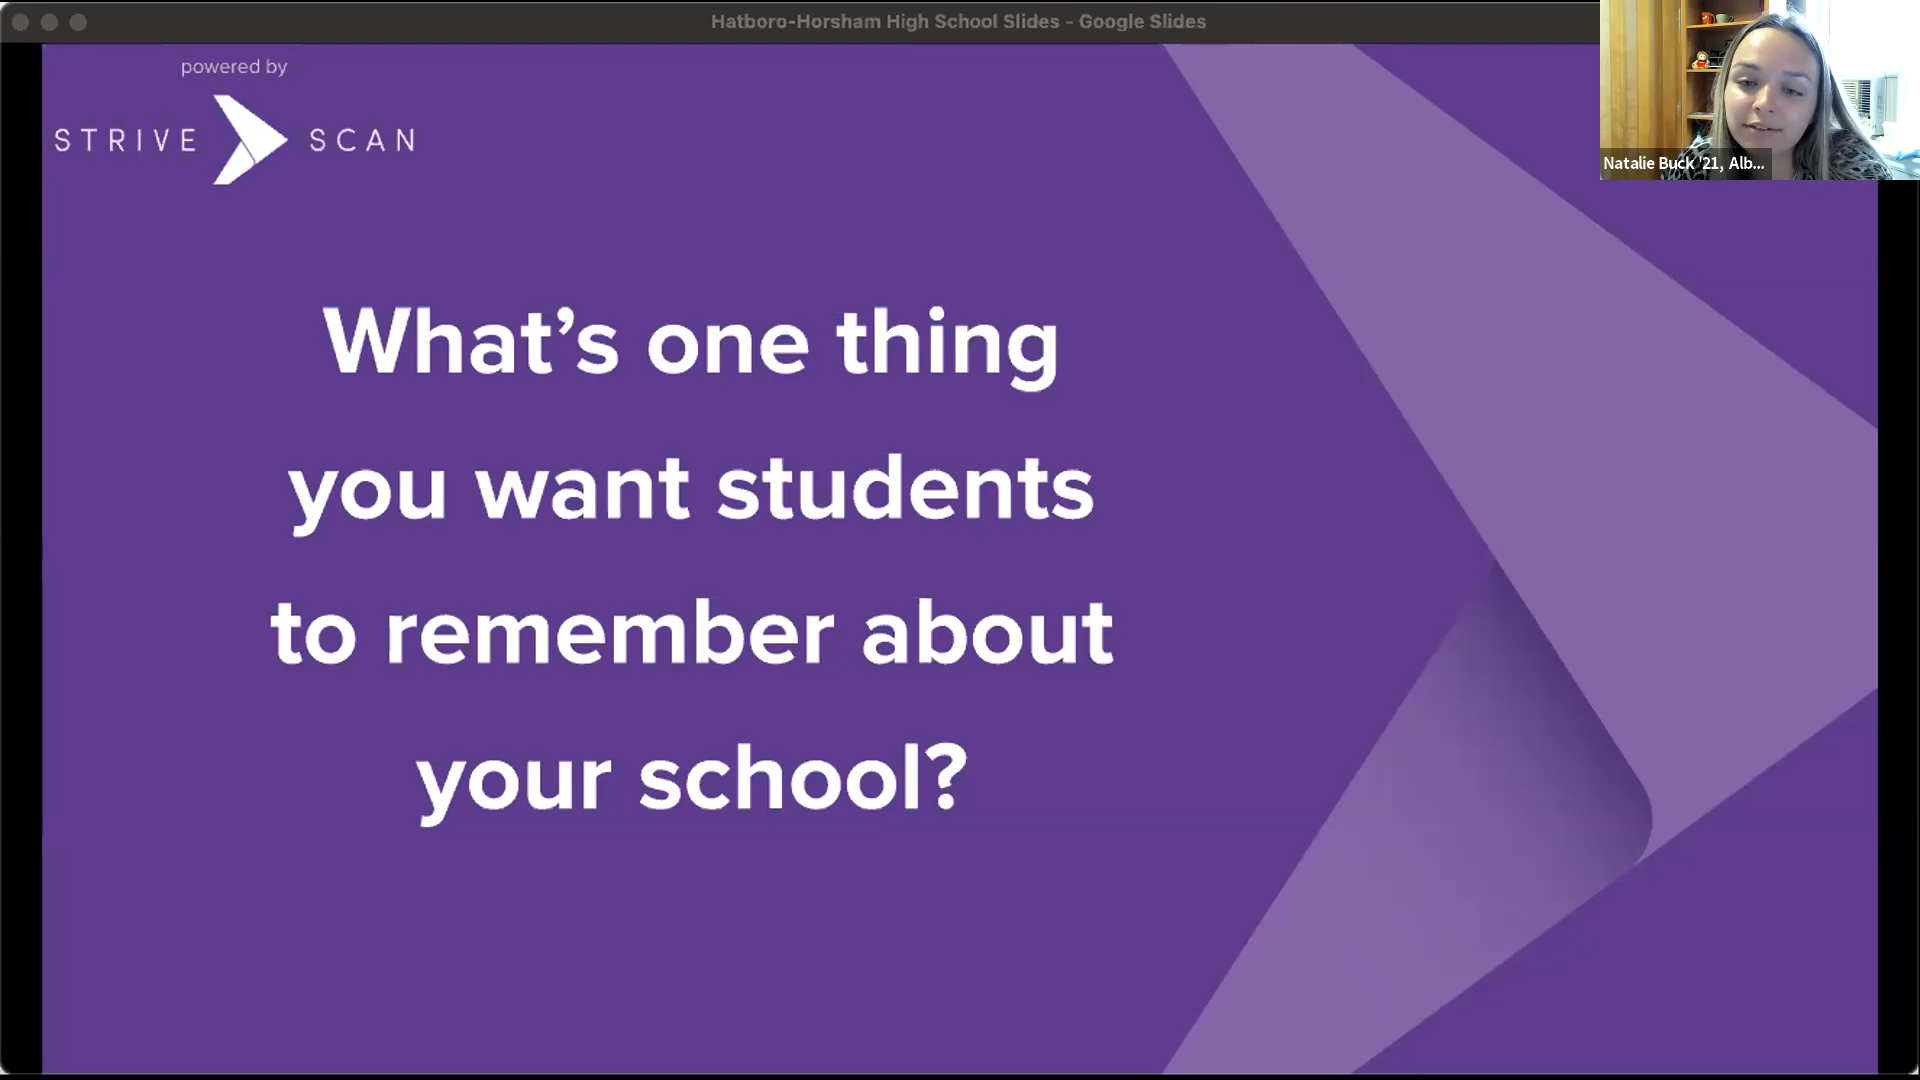 Hatboro-Horsham High School Slides - Google Slides
powered by
STRIVE SCAN
Natalie Buck '21, Alb...
What's one thing
you want students
to remember about
your school?